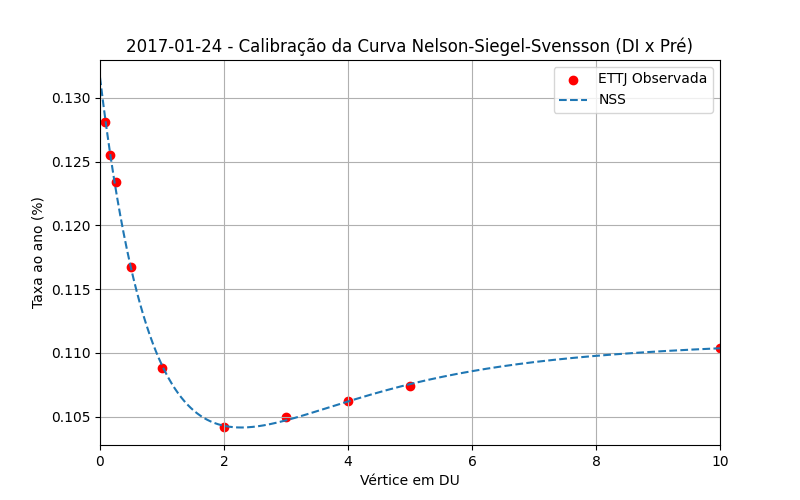 2017-01-24 - Calibração da Curva Nelson-Siegel-Svensson (DI x Pré)
ETTJ Observada
NSS
Taxa ao ano (%)
0.130
0.125
0.120
0.115
0.110
0.105
0 2 4 6 8 10
Vértice em DU